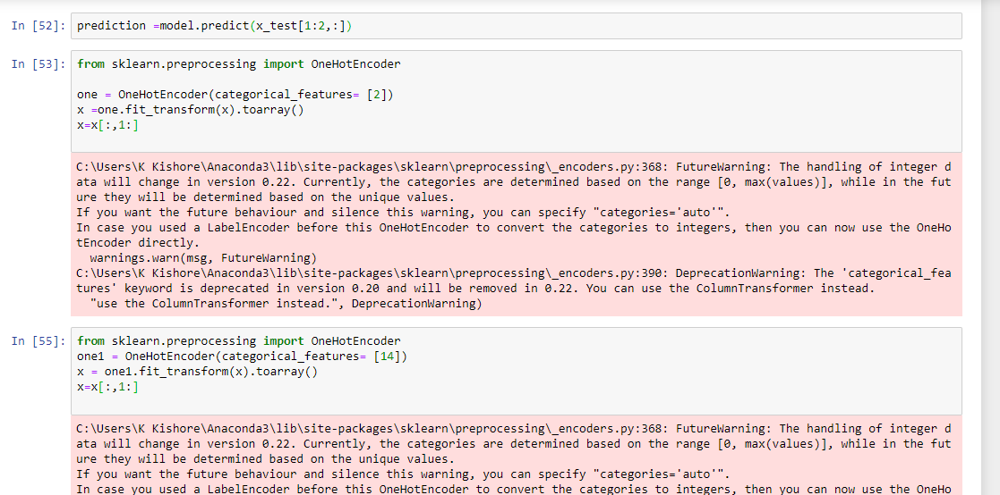 In [52]: prediction =model.predict(x_test[1:2,:])
In [53]: from sklearn.preprocessing import OneHotEncoder
one = OneHotEncoder(categorical_features= [2])
x =one.fit_transform(x).toarray()
x=x[:,1:]
C:\Users\K Kishore\Anaconda3\lib\site-packages\sklearn\preprocessing\_encoders.py:368: FutureWarning: The handling of integer d
ata will change in version 0.22. Currently, the categories are determined based on the range [0, max(values)], while in the fut
ure they will be determined based on the unique values.
If you want the future behaviour and silence this warning, you can specify "categories='auto'".
In case you used a LabelEncoder before this OneHotEncoder to convert the categories to integers, then you can now use the OneHo
tEncoder directly.
  warnings.warn(msg, FutureWarning)
C:\Users\K Kishore\Anaconda3\lib\site-packages\sklearn\preprocessing\_encoders.py:390: DeprecationWarning: The 'categorical_fea
tures' keyword is deprecated in version 0.20 and will be removed in 0.22. You can use the ColumnTransformer instead.
  "use the ColumnTransformer instead.", DeprecationWarning)
In [55]: from sklearn.preprocessing import OneHotEncoder
one1 = OneHotEncoder(categorical_features= [14])
x = one1.fit_transform(x).toarray()
x=x[:,1:]
C:\Users\K Kishore\Anaconda3\lib\site-packages\sklearn\preprocessing\_encoders.py:368: FutureWarning: The handling of integer d
ata will change in version 0.22. Currently, the categories are determined based on the range [0, max(values)], while in the fut
ure they will be determined based on the unique values.
If you want the future behaviour and silence this warning, you can specify "categories='auto'".
In case you used a LabelEncoder before this OneHotEncoder to convert the categories to integers, then you can now use the OneHo